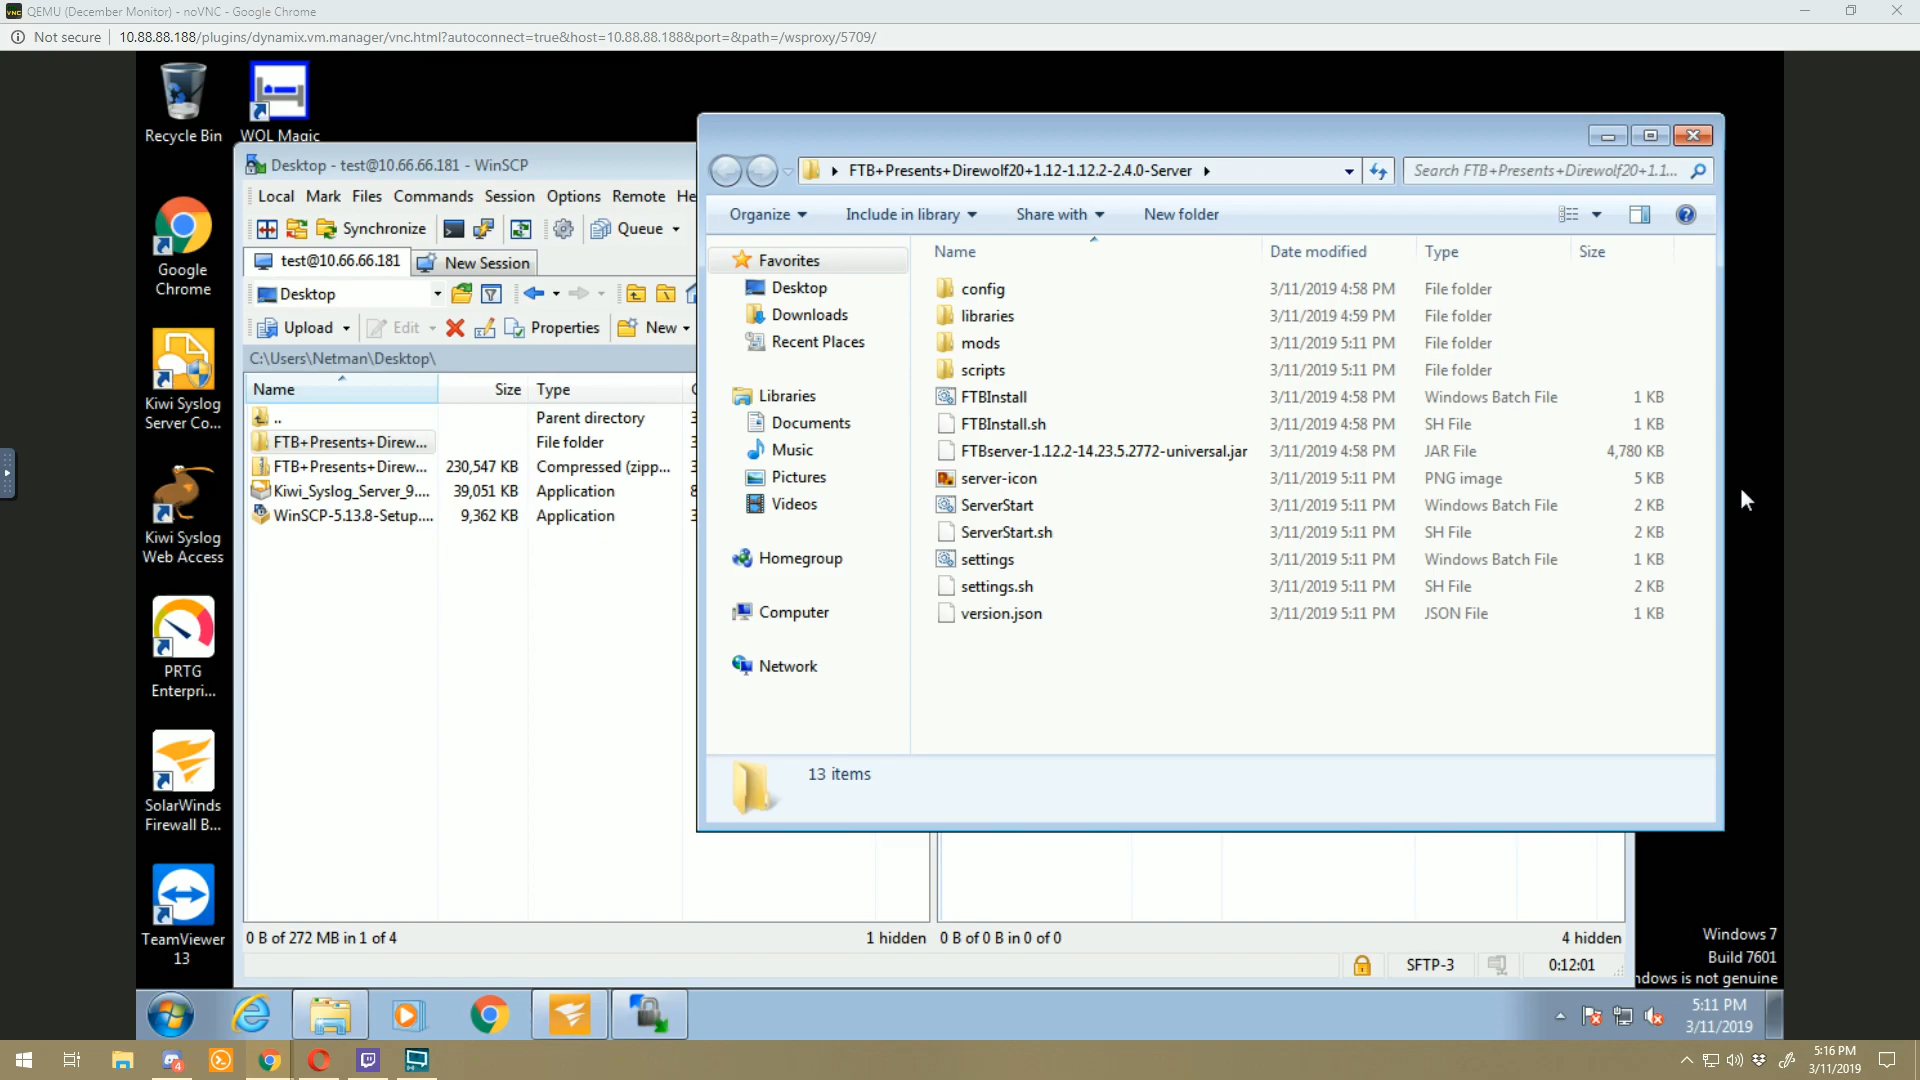 QEMU (December Monitor) - noVNC - Google Chrome
Not secure | 10.88.88.188/plugins/dynamix.vm.manager/vnc.html?autoconnect=true&host=10.88.88.188&port=&path=/wsproxy/5709/
Recycle Bin
WOL Magic
Google
Chrome
Kiwi Syslog
Server Co...
Kiwi Syslog
Web Access
PRTG
Enterpri...
SolarWinds
Firewall B...
TeamViewer
13
Desktop - test@10.66.66.181 - WinSCP
Local Mark Files Commands Session Options Remote He
Synchronize Queue
test@10.66.66.181 New Session
Desktop
Upload Edit Properties New
C:\Users\Netman\Desktop\
Name Size Type
.. Parent directory
FTB+Presents+Direw... File folder
FTB+Presents+Direw... 230,547 KB Compressed (zipp...
Kiwi_Syslog_Server_9.... 39,051 KB Application
WinSCP-5.13.8-Setup.... 9,362 KB Application
0 B of 272 MB in 1 of 4 1 hidden
0 B of 0 B in 0 of 0 4 hidden
SFTP-3 0:12:01
FTB+Presents+Direwolf20+1.12-1.12.2-2.4.0-Server
Search FTB+Presents+Direwolf20+1.1...
Organize Include in library Share with New folder
Favorites
Desktop
Downloads
Recent Places
Libraries
Documents
Music
Pictures
Videos
Homegroup
Computer
Network
Name Date modified Type Size
config 3/11/2019 4:58 PM File folder
libraries 3/11/2019 4:59 PM File folder
mods 3/11/2019 5:11 PM File folder
scripts 3/11/2019 5:11 PM File folder
FTBInstall 3/11/2019 4:58 PM Windows Batch File 1 KB
FTBInstall.sh 3/11/2019 4:58 PM SH File 1 KB
FTBserver-1.12.2-14.23.5.2772-universal.jar 3/11/2019 4:58 PM JAR File 4,780 KB
server-icon 3/11/2019 5:11 PM PNG image 5 KB
ServerStart 3/11/2019 5:11 PM Windows Batch File 2 KB
ServerStart.sh 3/11/2019 5:11 PM SH File 2 KB
settings 3/11/2019 5:11 PM Windows Batch File 1 KB
settings.sh 3/11/2019 5:11 PM SH File 2 KB
version.json 3/11/2019 5:11 PM JSON File 1 KB
13 items
Windows 7
Build 7601
ndows is not genuine
5:11 PM
3/11/2019
4
5:16 PM
3/11/2019